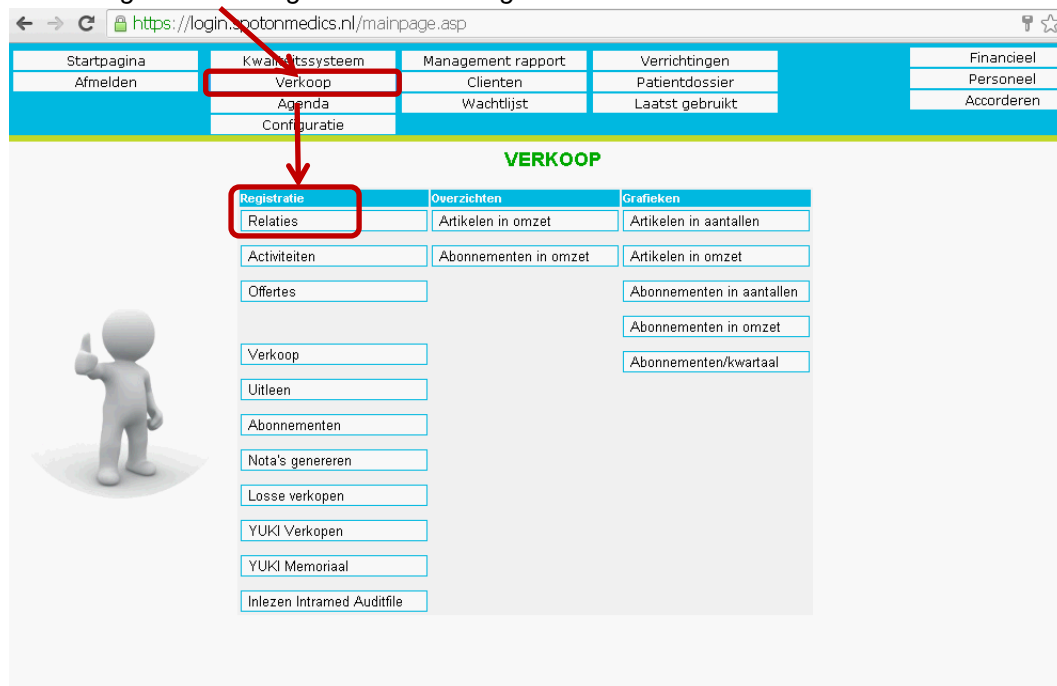 https://login.spotonmedics.nl/mainpage.asp
Startpagina Kwaliteitssysteem Management rapport Verrichtingen Financieel
Afmelden Verkoop Clienten Patientdossier Personeel
Agenda Wachtlijst Laatst gebruikt Accorderen
Configuratie
VERKOOP
Registratie Overzichten Grafieken
Relaties Artikelen in omzet Artikelen in aantallen
Activiteiten Abonnementen in omzet Artikelen in omzet
Offertes Abonnementen in aantallen
Abonnementen in omzet
Verkoop Abonnementen/kwartaal
Uitleen
Abonnementen
Nota's genereren
Losse verkopen
YUKI Verkopen
YUKI Memoriaal
Inlezen Intramed Auditfile